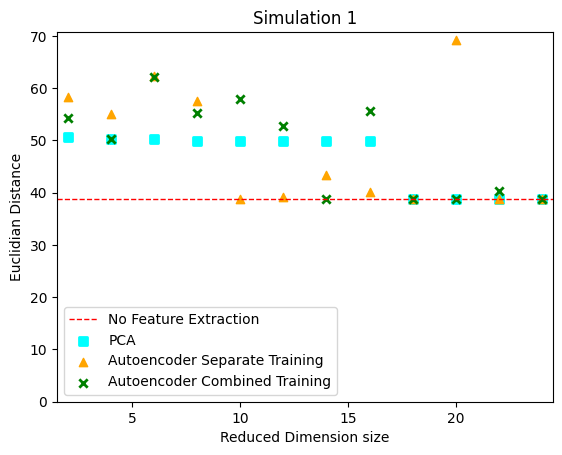 Simulation 1
Euclidian Distance
70
60
50
40
30
20
10
0
No Feature Extraction
PCA
Autoencoder Separate Training
Autoencoder Combined Training
5
10
15
20
Reduced Dimension size